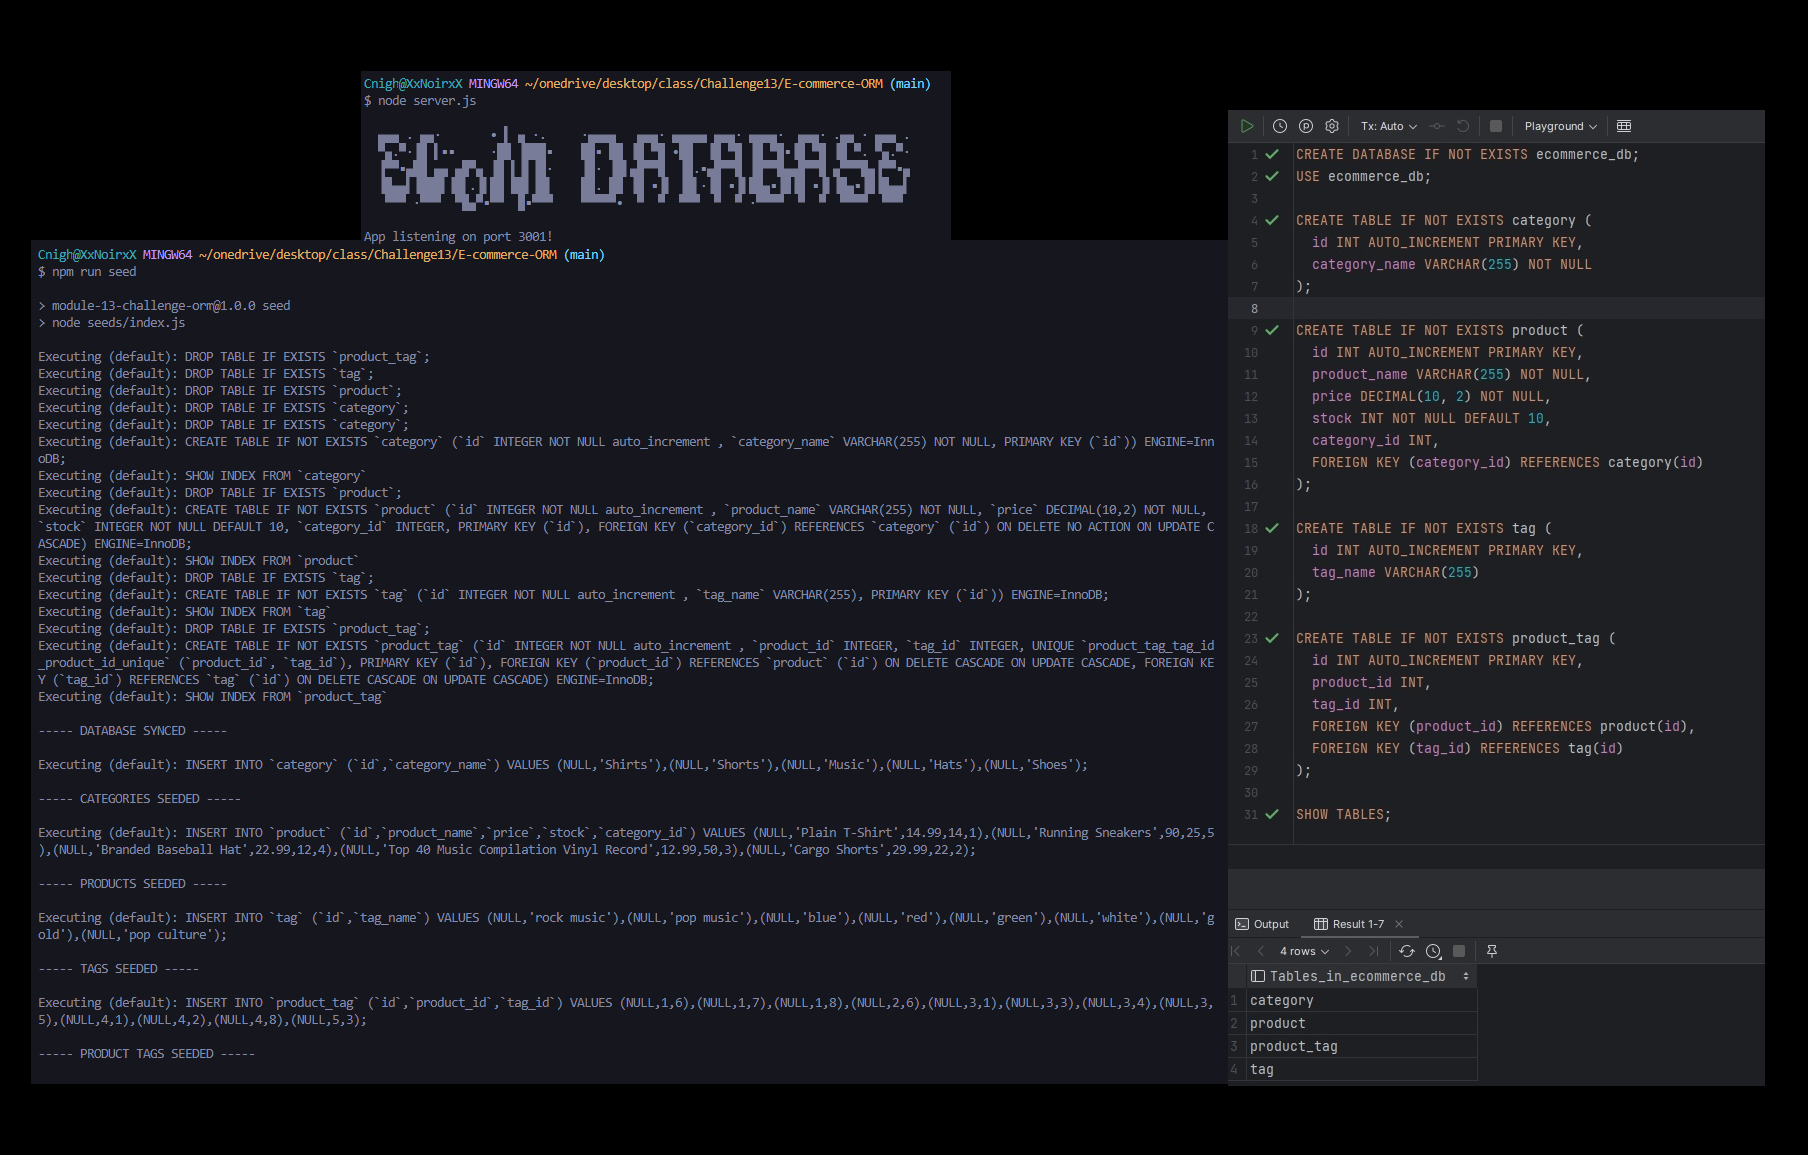 Cnigh@XxNoirxX MINGW64 ~/onedrive/desktop/class/Challenge13/E-commerce-ORM (main)
$ node server.js
DATABASE
App listening on port 3001!
Cnigh@XxNoirxX MINGW64 ~/onedrive/desktop/class/Challenge13/E-commerce-ORM (main)
$ npm run seed
> module-13-challenge-orm@1.0.0 seed
> node seeds/index.js
Executing (default): DROP TABLE IF EXISTS `product_tag`;
Executing (default): DROP TABLE IF EXISTS `tag`;
Executing (default): DROP TABLE IF EXISTS `product`;
Executing (default): DROP TABLE IF EXISTS `category`;
Executing (default): DROP TABLE IF EXISTS `category`;
Executing (default): CREATE TABLE IF NOT EXISTS `category` (`id` INTEGER NOT NULL auto_increment , `category_name` VARCHAR(255) NOT NULL, PRIMARY KEY (`id`)) ENGINE=Inn
oDB;
Executing (default): SHOW INDEX FROM `category`
Executing (default): DROP TABLE IF EXISTS `product`;
Executing (default): CREATE TABLE IF NOT EXISTS `product` (`id` INTEGER NOT NULL auto_increment , `product_name` VARCHAR(255) NOT NULL, `price` DECIMAL(10,2) NOT NULL,
`stock` INTEGER NOT NULL DEFAULT 10, `category_id` INTEGER, PRIMARY KEY (`id`), FOREIGN KEY (`category_id`) REFERENCES `category` (`id`) ON DELETE NO ACTION ON UPDATE C
ASCADE) ENGINE=InnoDB;
Executing (default): SHOW INDEX FROM `product`
Executing (default): DROP TABLE IF EXISTS `tag`;
Executing (default): CREATE TABLE IF NOT EXISTS `tag` (`id` INTEGER NOT NULL auto_increment , `tag_name` VARCHAR(255), PRIMARY KEY (`id`)) ENGINE=InnoDB;
Executing (default): SHOW INDEX FROM `tag`
Executing (default): DROP TABLE IF EXISTS `product_tag`;
Executing (default): CREATE TABLE IF NOT EXISTS `product_tag` (`id` INTEGER NOT NULL auto_increment , `product_id` INTEGER, `tag_id` INTEGER, UNIQUE `product_tag_tag_id
_product_id_unique` (`product_id`, `tag_id`), PRIMARY KEY (`id`), FOREIGN KEY (`product_id`) REFERENCES `product` (`id`) ON DELETE CASCADE ON UPDATE CASCADE, FOREIGN KE
Y (`tag_id`) REFERENCES `tag` (`id`) ON DELETE CASCADE ON UPDATE CASCADE) ENGINE=InnoDB;
Executing (default): SHOW INDEX FROM `product_tag`
----- DATABASE SYNCED -----
Executing (default): INSERT INTO `category` (`id`,`category_name`) VALUES (NULL,'Shirts'),(NULL,'Shorts'),(NULL,'Music'),(NULL,'Hats'),(NULL,'Shoes');
----- CATEGORIES SEEDED -----
Executing (default): INSERT INTO `product` (`id`,`product_name`,`price`,`stock`,`category_id`) VALUES (NULL,'Plain T-Shirt',14.99,14,1),(NULL,'Running Sneakers',90,25,5
),(NULL,'Branded Baseball Hat',22.99,12,4),(NULL,'Top 40 Music Compilation Vinyl Record',12.99,50,3),(NULL,'Cargo Shorts',29.99,22,2);
----- PRODUCTS SEEDED -----
Executing (default): INSERT INTO `tag` (`id`,`tag_name`) VALUES (NULL,'rock music'),(NULL,'pop music'),(NULL,'blue'),(NULL,'red'),(NULL,'green'),(NULL,'white'),(NULL,'g
old'),(NULL,'pop culture');
----- TAGS SEEDED -----
Executing (default): INSERT INTO `product_tag` (`id`,`product_id`,`tag_id`) VALUES (NULL,1,6),(NULL,1,7),(NULL,1,8),(NULL,2,6),(NULL,3,1),(NULL,3,3),(NULL,3,4),(NULL,3,
5),(NULL,4,1),(NULL,4,2),(NULL,4,8),(NULL,5,3);
----- PRODUCT TAGS SEEDED -----
Tx: Auto Playground
1 CREATE DATABASE IF NOT EXISTS ecommerce_db;
2 USE ecommerce_db;
3
4 CREATE TABLE IF NOT EXISTS category (
5 id INT AUTO_INCREMENT PRIMARY KEY,
6 category_name VARCHAR(255) NOT NULL
7 );
8
9 CREATE TABLE IF NOT EXISTS product (
10 id INT AUTO_INCREMENT PRIMARY KEY,
11 product_name VARCHAR(255) NOT NULL,
12 price DECIMAL(10, 2) NOT NULL,
13 stock INT NOT NULL DEFAULT 10,
14 category_id INT,
15 FOREIGN KEY (category_id) REFERENCES category(id)
16 );
17
18 CREATE TABLE IF NOT EXISTS tag (
19 id INT AUTO_INCREMENT PRIMARY KEY,
20 tag_name VARCHAR(255)
21 );
22
23 CREATE TABLE IF NOT EXISTS product_tag (
24 id INT AUTO_INCREMENT PRIMARY KEY,
25 product_id INT,
26 tag_id INT,
27 FOREIGN KEY (product_id) REFERENCES product(id),
28 FOREIGN KEY (tag_id) REFERENCES tag(id)
29 );
30
31 SHOW TABLES;
Output Result 1-7
4 rows
Tables_in_ecommerce_db
1 category
2 product
3 product_tag
4 tag